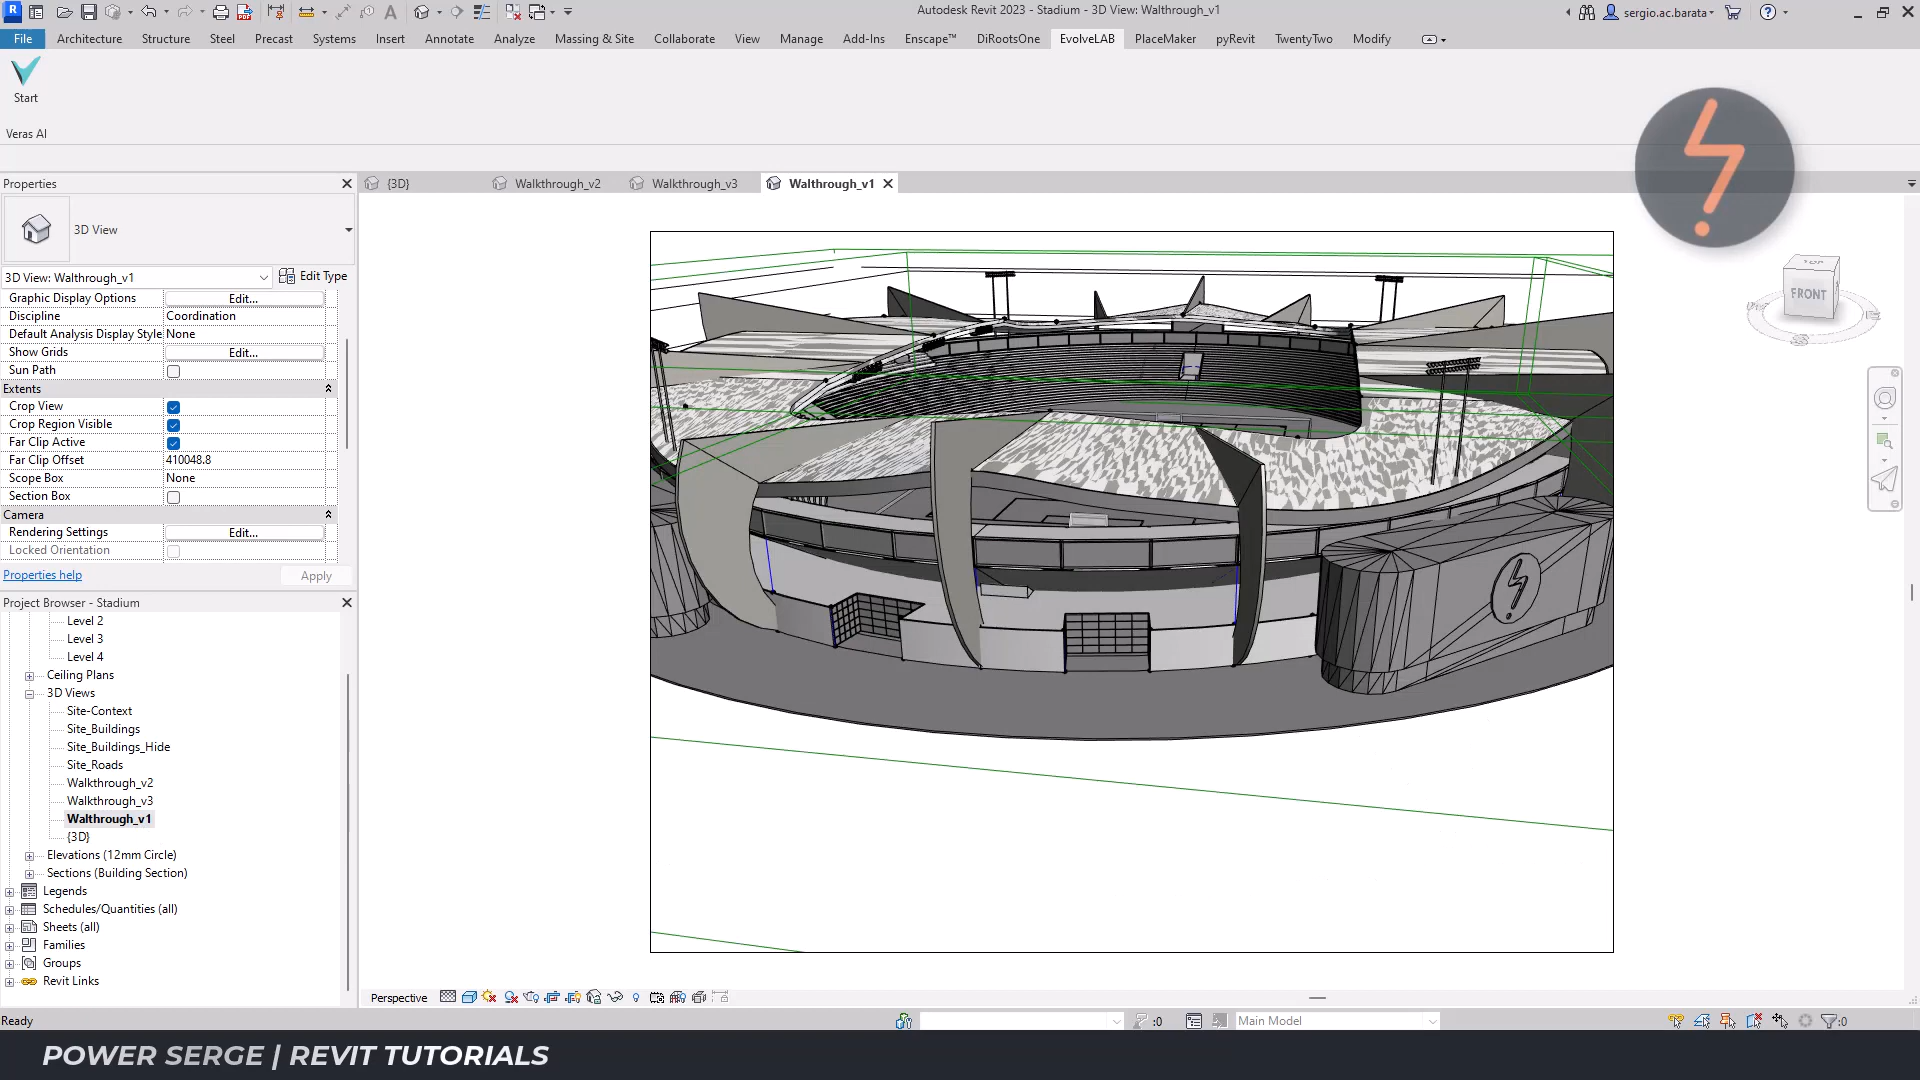 Autodesk Revit 2023 - Stadium - 3D View: Walthrough_v1
sergio.ac.barata
File Architecture Structure Steel Precast Systems Insert Annotate Analyze Massing & Site Collaborate View Manage Add-Ins Enscape™ DiRootsOne EvolveLAB PlaceMaker pyRevit TwentyTwo Modify
Start
Veras AI
Properties
{3D} Walkthrough_v2 Walkthrough_v3 Walthrough_v1
3D View
3D View: Walthrough_v1 Edit Type
Graphic Display Options Edit...
Discipline Coordination
Default Analysis Display Style None
Show Grids Edit...
Sun Path
Extents
Crop View
Crop Region Visible
Far Clip Active
Far Clip Offset 410048.8
Scope Box None
Section Box
Camera
Rendering Settings Edit...
Locked Orientation
Properties help Apply
TOP
FRONT
Project Browser - Stadium
Level 2
Level 3
Level 4
Ceiling Plans
3D Views
Site-Context
Site_Buildings
Site_Buildings_Hide
Site_Roads
Walkthrough_v2
Walkthrough_v3
Walthrough_v1
{3D}
Elevations (12mm Circle)
Sections (Building Section)
Legends
Schedules/Quantities (all)
Sheets (all)
Families
Groups
Revit Links
Perspective
Ready :0 Main Model :0
POWER SERGE | REVIT TUTORIALS